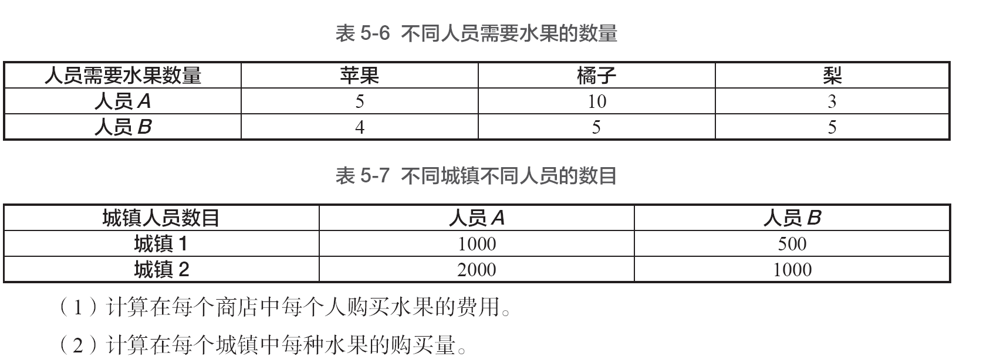 表 5-6 不同人员需要水果的数量
人员需要水果数量 苹果 橘子 梨
人员 A 5 10 3
人员 B 4 5 5
表 5-7 不同城镇不同人员的数目
城镇人员数目 人员 A 人员 B
城镇 1 1000 500
城镇 2 2000 1000
（1）计算在每个商店中每个人购买水果的费用。
（2）计算在每个城镇中每种水果的购买量。